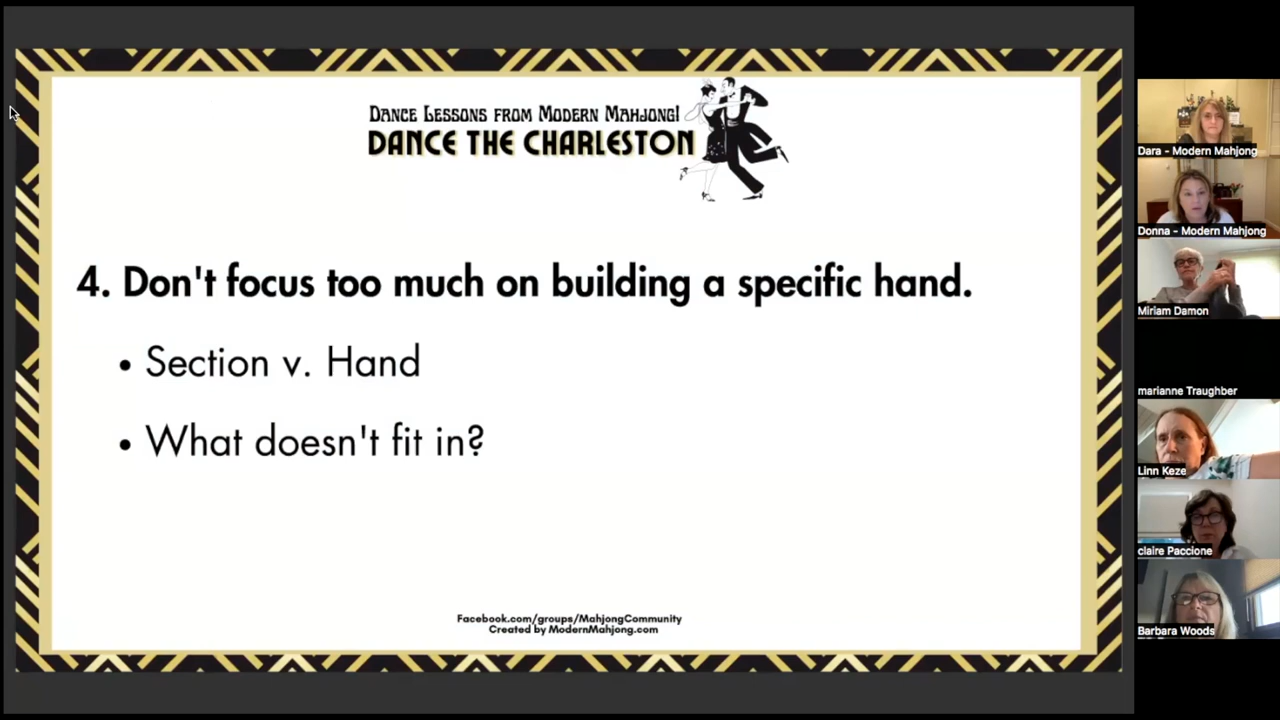 Dance Lessons from Modern Mahjong!
DANCE THE CHARLESTON
4. Don't focus too much on building a specific hand.
• Section v. Hand
• What doesn't fit in?
Facebook.com/groups/MahjongCommunity
Created by ModernMahjong.com
Dara - Modern Mahjong
Donna - Modern Mahjong
Miriam Damon
marianne Traughber
Linn Keze
claire Paccione
Barbara Woods